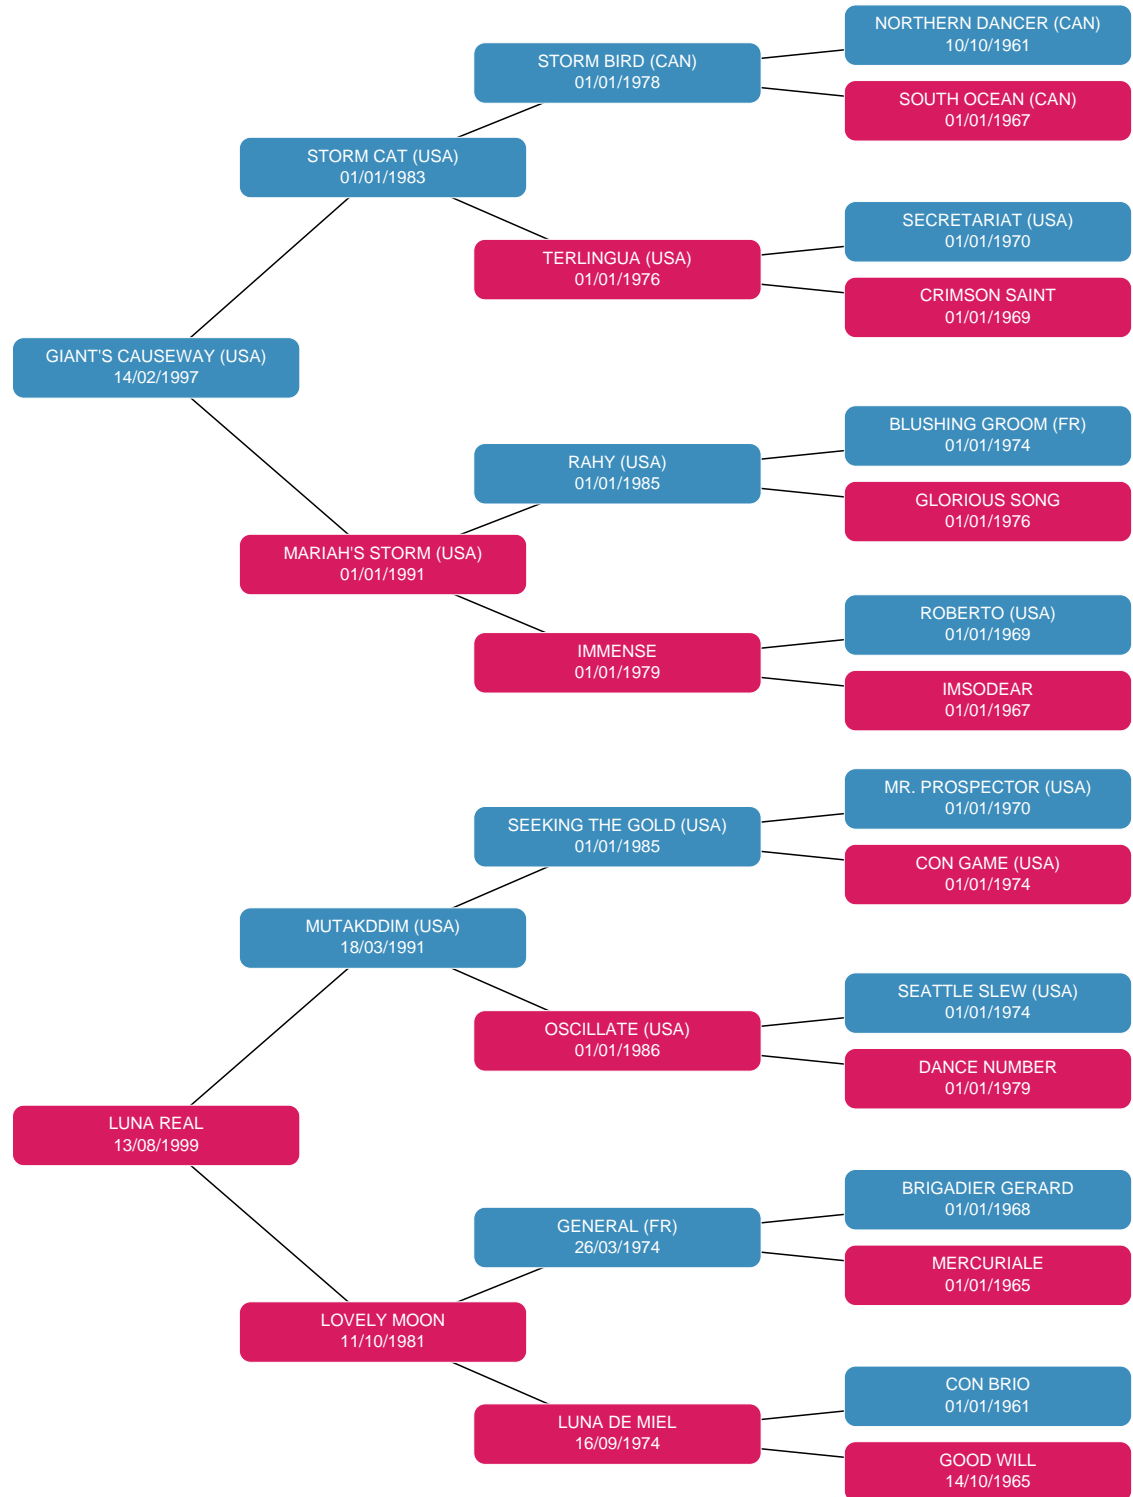 NORTHERN DANCER (CAN)
10/10/1961
STORM BIRD (CAN)
01/01/1978
SOUTH OCEAN (CAN)
01/01/1967
STORM CAT (USA)
01/01/1983
SECRETARIAT (USA)
01/01/1970
TERLINGUA (USA)
01/01/1976
CRIMSON SAINT
01/01/1969
GIANT'S CAUSEWAY (USA)
14/02/1997
BLUSHING GROOM (FR)
01/01/1974
RAHY (USA)
01/01/1985
GLORIOUS SONG
01/01/1976
MARIAH'S STORM (USA)
01/01/1991
ROBERTO (USA)
01/01/1969
IMMENSE
01/01/1979
IMSODEAR
01/01/1967
MR. PROSPECTOR (USA)
01/01/1970
SEEKING THE GOLD (USA)
01/01/1985
CON GAME (USA)
01/01/1974
MUTAKDDIM (USA)
18/03/1991
SEATTLE SLEW (USA)
01/01/1974
OSCILLATE (USA)
01/01/1986
DANCE NUMBER
01/01/1979
LUNA REAL
13/08/1999
BRIGADIER GERARD
01/01/1968
GENERAL (FR)
26/03/1974
MERCURIALE
01/01/1965
LOVELY MOON
11/10/1981
CON BRIO
01/01/1961
LUNA DE MIEL
16/09/1974
GOOD WILL
14/10/1965